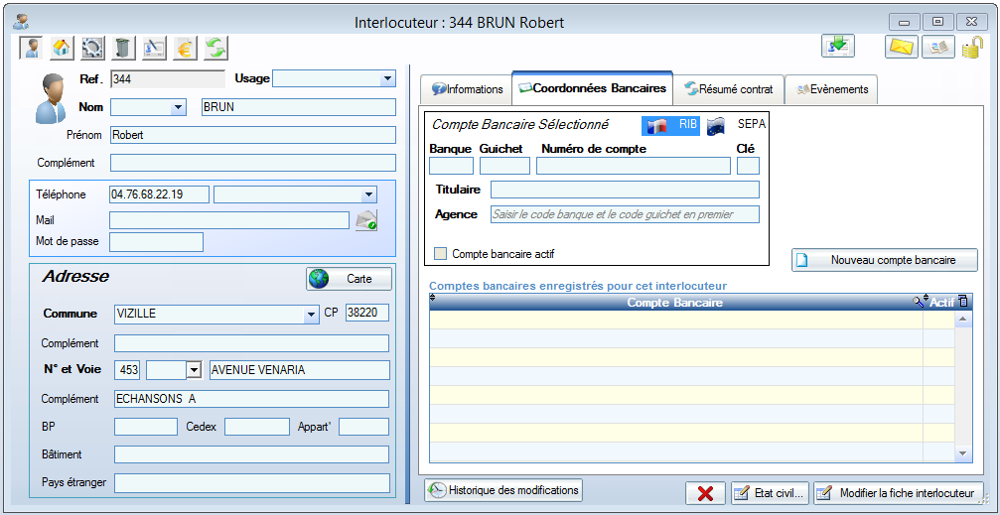 Interlocuteur : 344 BRUN Robert
Ref. 344 Usage
Nom BRUN
Prénom Robert
Complément
Téléphone 04.76.68.22.19
Mail
Mot de passe
Adresse Carte
Commune VIZILLE CP 38220
Complément
N° et Voie 453 AVENUE VENARIA
Complément ECHANSONS A
BP Cedex Appart'
Bâtiment
Pays étranger
Informations Coordonnées Bancaires Résumé contrat Evènements
Compte Bancaire Sélectionné RIB SEPA
Banque Guichet Numéro de compte Clé
Titulaire
Agence Saisir le code banque et le code guichet en premier
Compte bancaire actif
Nouveau compte bancaire
Comptes bancaires enregistrés pour cet interlocuteur
Compte Bancaire Actif
Historique des modifications
Etat civil... Modifier la fiche interlocuteur